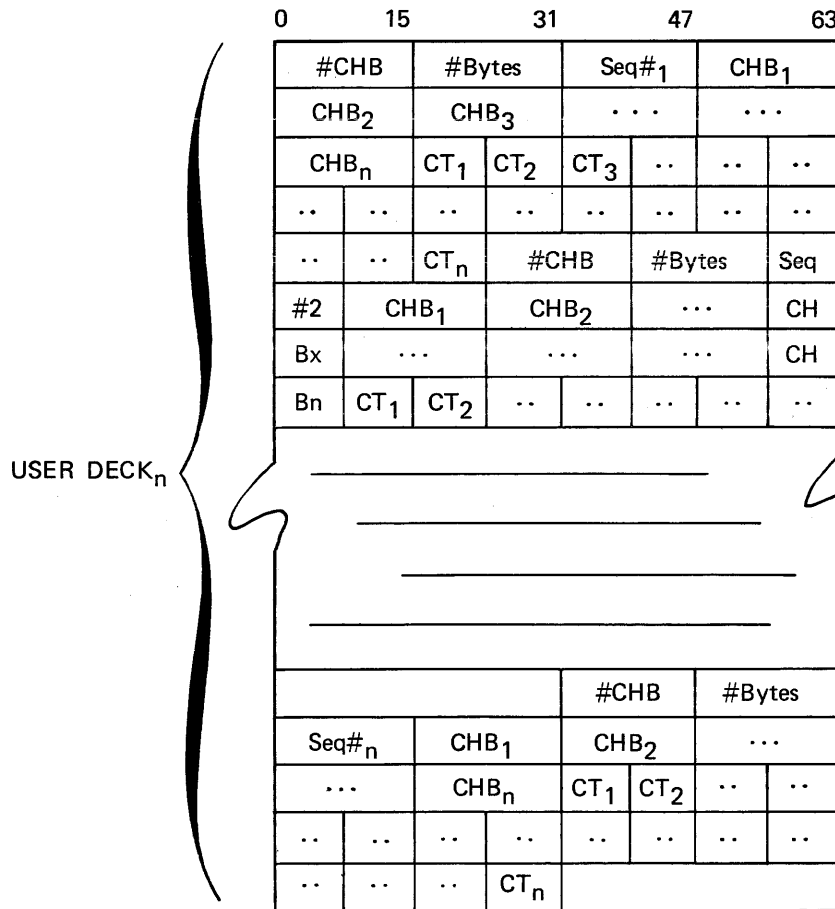 0 15 31 47 63
#CHB #Bytes Seq#1 CHB1
CHB2 CHB3 ··· ···
CHBn CT1 CT2 CT3 ·· ·· ··
·· ·· ·· ·· ·· ·· ·· ··
·· ·· CTn #CHB #Bytes Seq
#2 CHB1 CHB2 ··· CH
Bx ··· ··· ··· CH
Bn CT1 CT2 ·· ·· ·· ·· ··
USER DECKn
#CHB #Bytes
Seq#n CHB1 CHB2 ···
··· CHBn CT1 CT2 ·· ··
·· ·· ·· ·· ·· ·· ·· ··
·· ·· ·· CTn